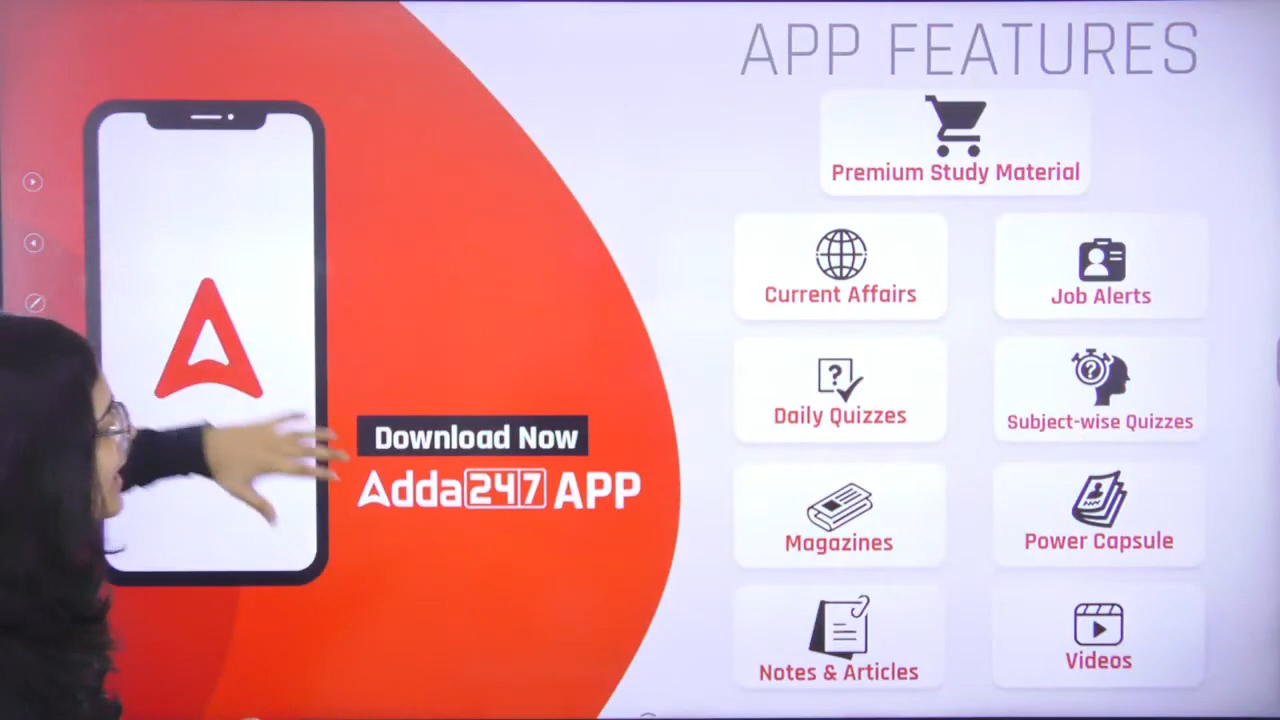 APP FEATURES
Premium Study Material
Current Affairs
Job Alerts
Daily Quizzes
Subject-wise Quizzes
Magazines
Power Capsule
Notes & Articles
Videos
Download Now
Adda247 APP